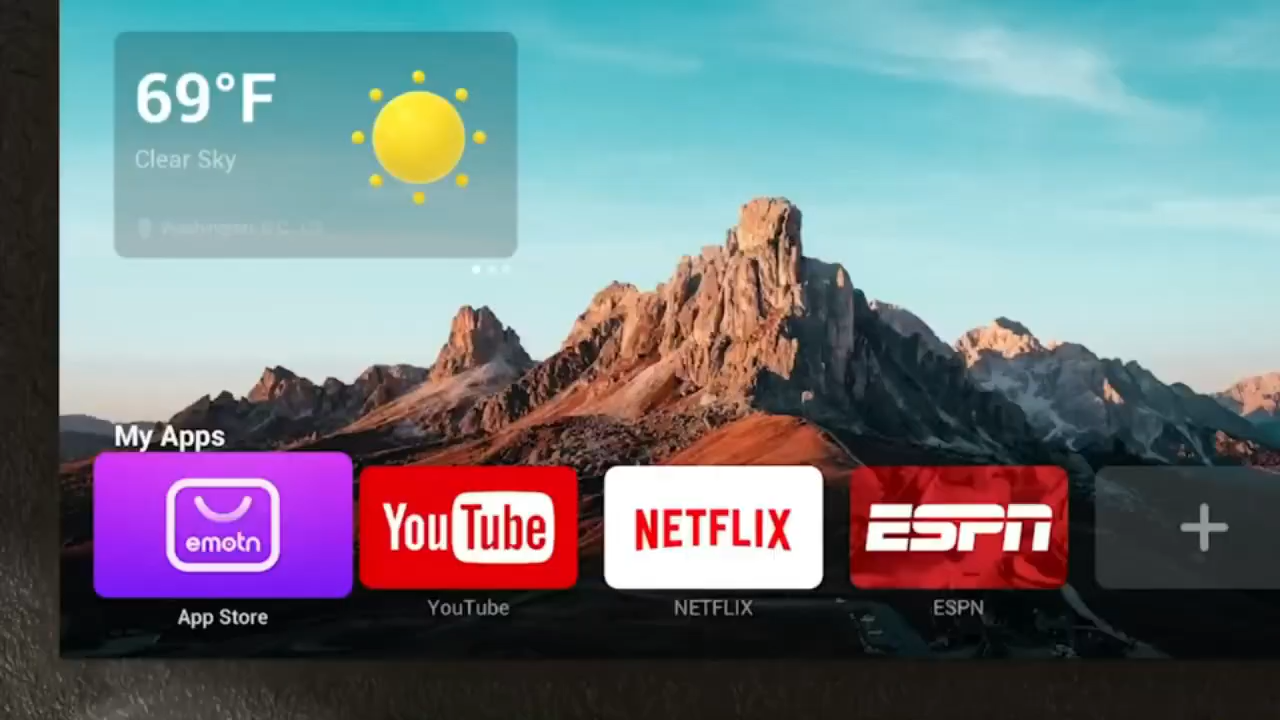 69°F
Clear Sky
My Apps
emotn
YouTube
NETFLIX
ESPN
App Store
YouTube
NETFLIX
ESPN